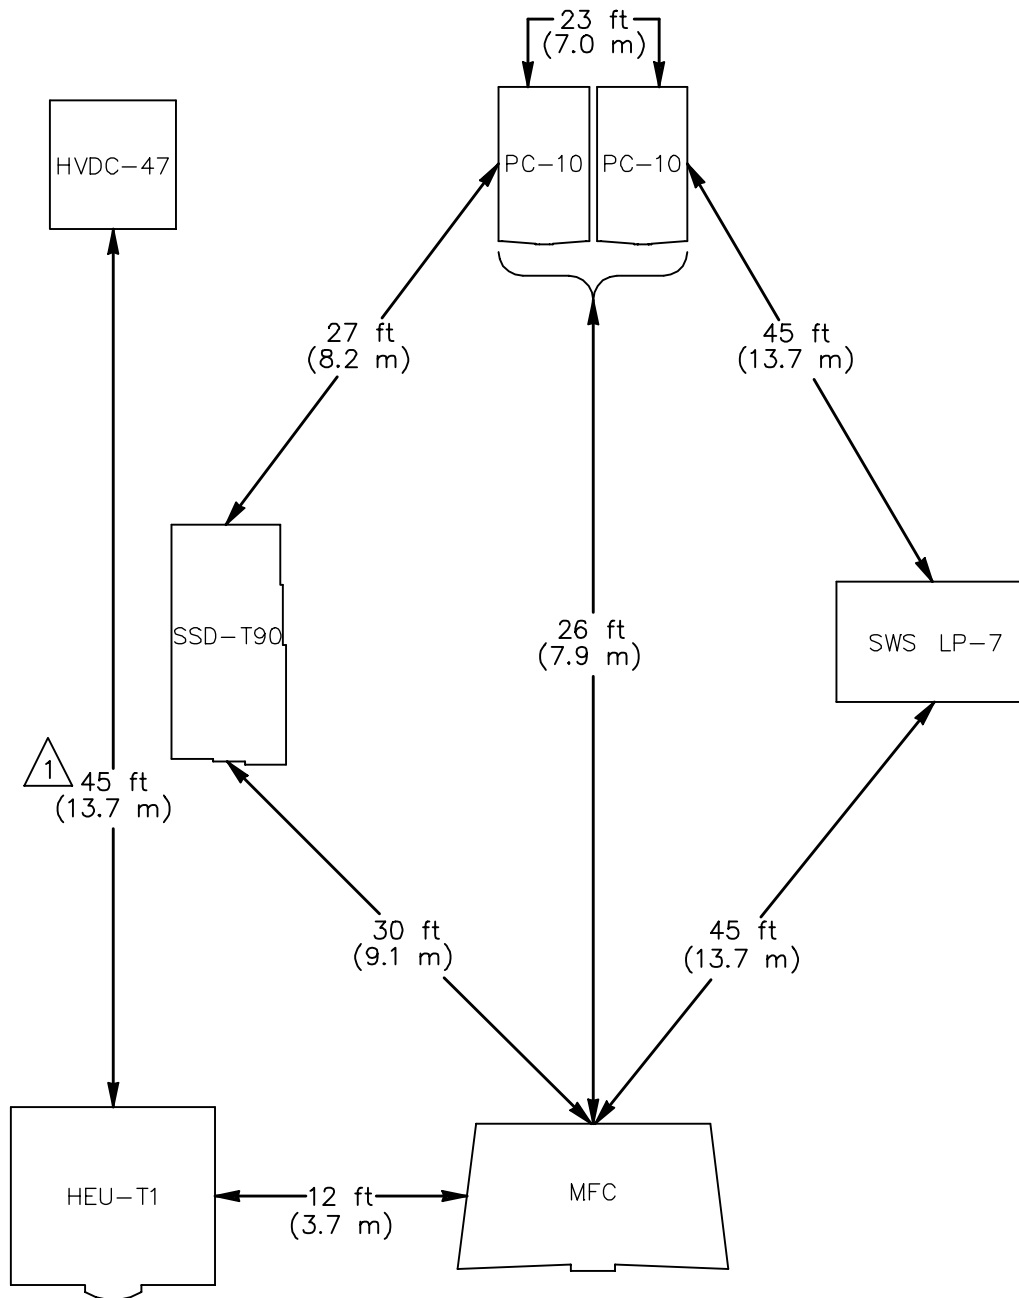 23 ft
(7.0 m)
HVDC-47
PC-10
PC-10
27 ft
(8.2 m)
45 ft
(13.7 m)
SSD-T90
26 ft
(7.9 m)
SWS LP-7
1
45 ft
(13.7 m)
30 ft
(9.1 m)
45 ft
(13.7 m)
HEU-T1
12 ft
(3.7 m)
MFC